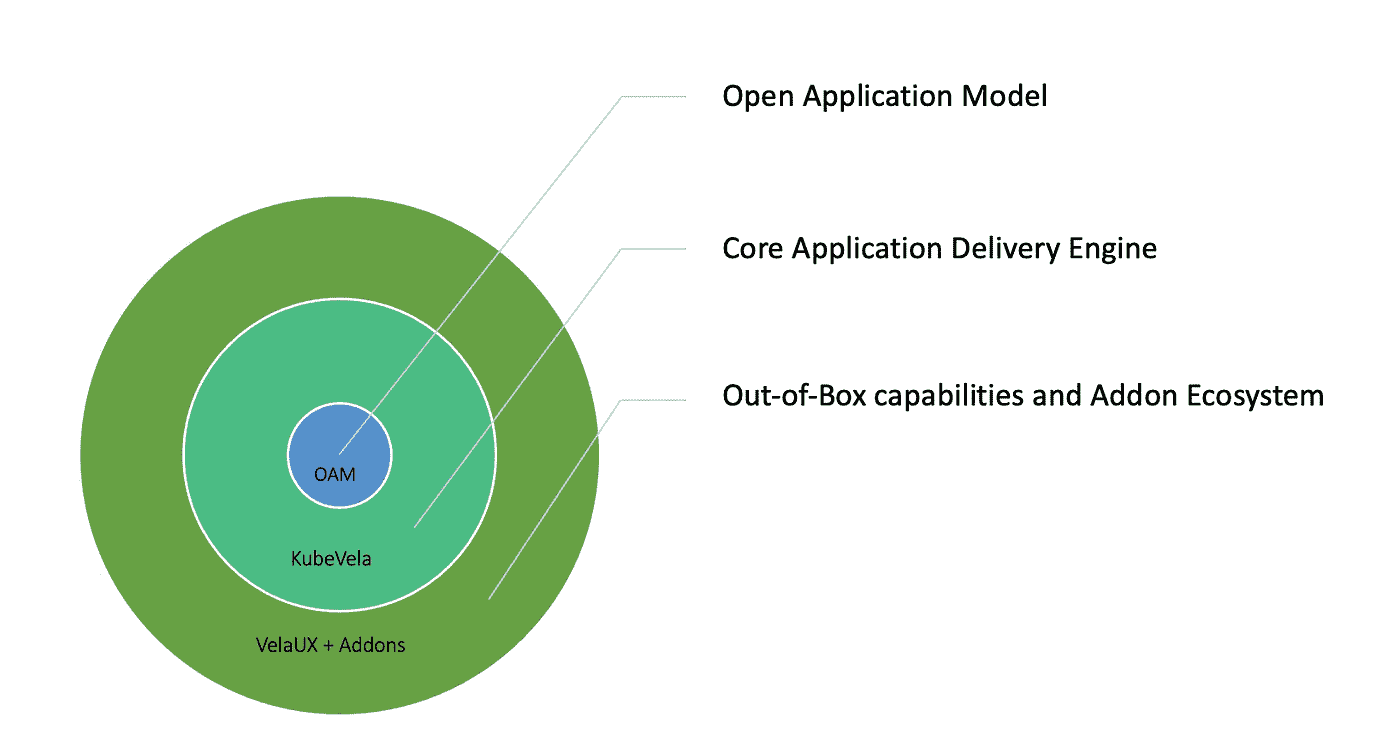 Open Application Model
Core Application Delivery Engine
Out-of-Box capabilities and Addon Ecosystem
OAM
KubeVela
VelaUX + Addons